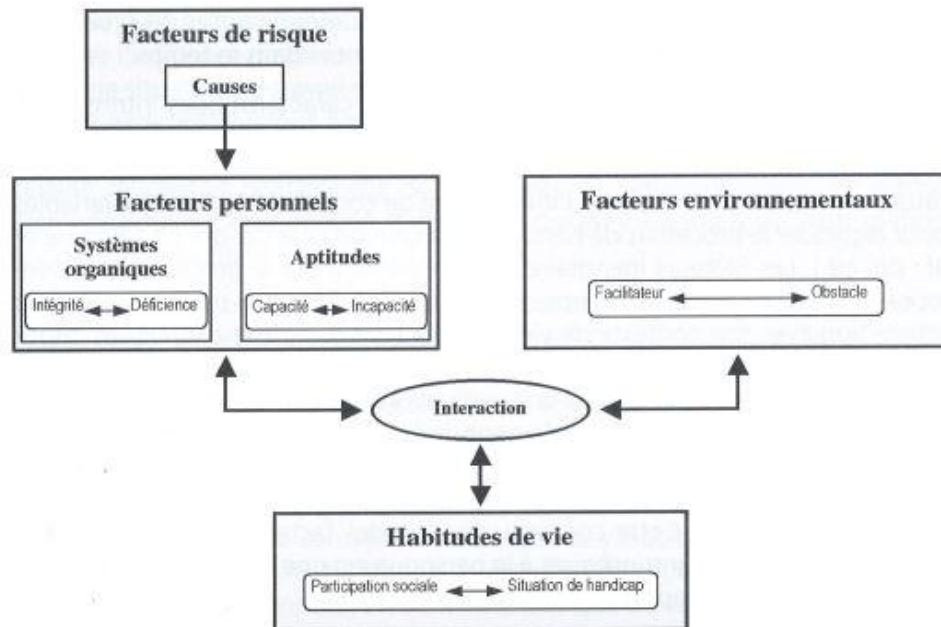 Facteurs de risque
Causes
Facteurs personnels
Systèmes
organiques
Intégrité
Déficience
Aptitudes
Capacité
Incapacité
Facteurs environnementaux
Facilitateur
Obstacle
Interaction
Habitudes de vie
Participation sociale
Situation de handicap